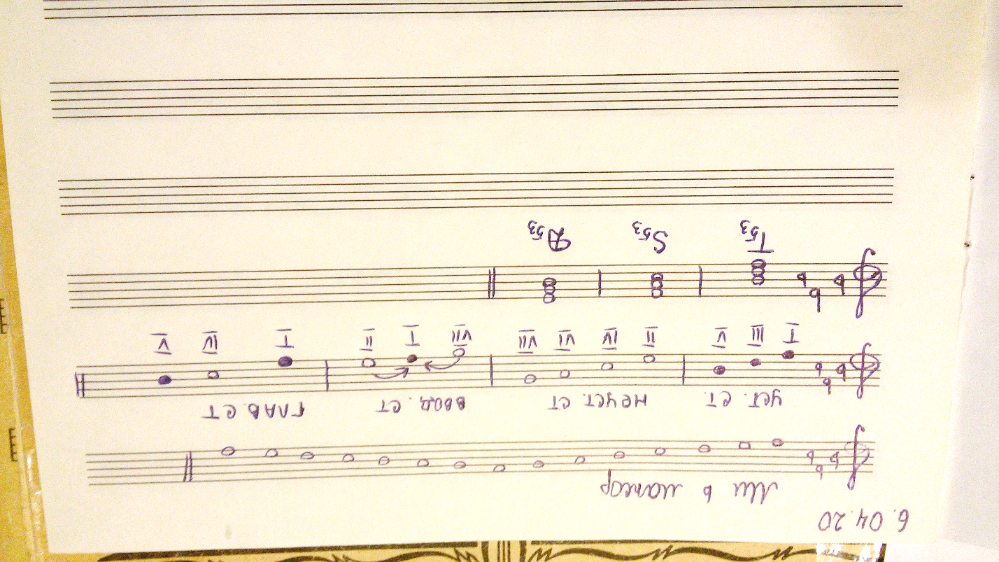 6.04.20
Ми ♭ мажор
уст. ст. неуст. ст ввод. ст глав. ст
I III V II IV VI VII VII I II I IV V
T53 S53 D53